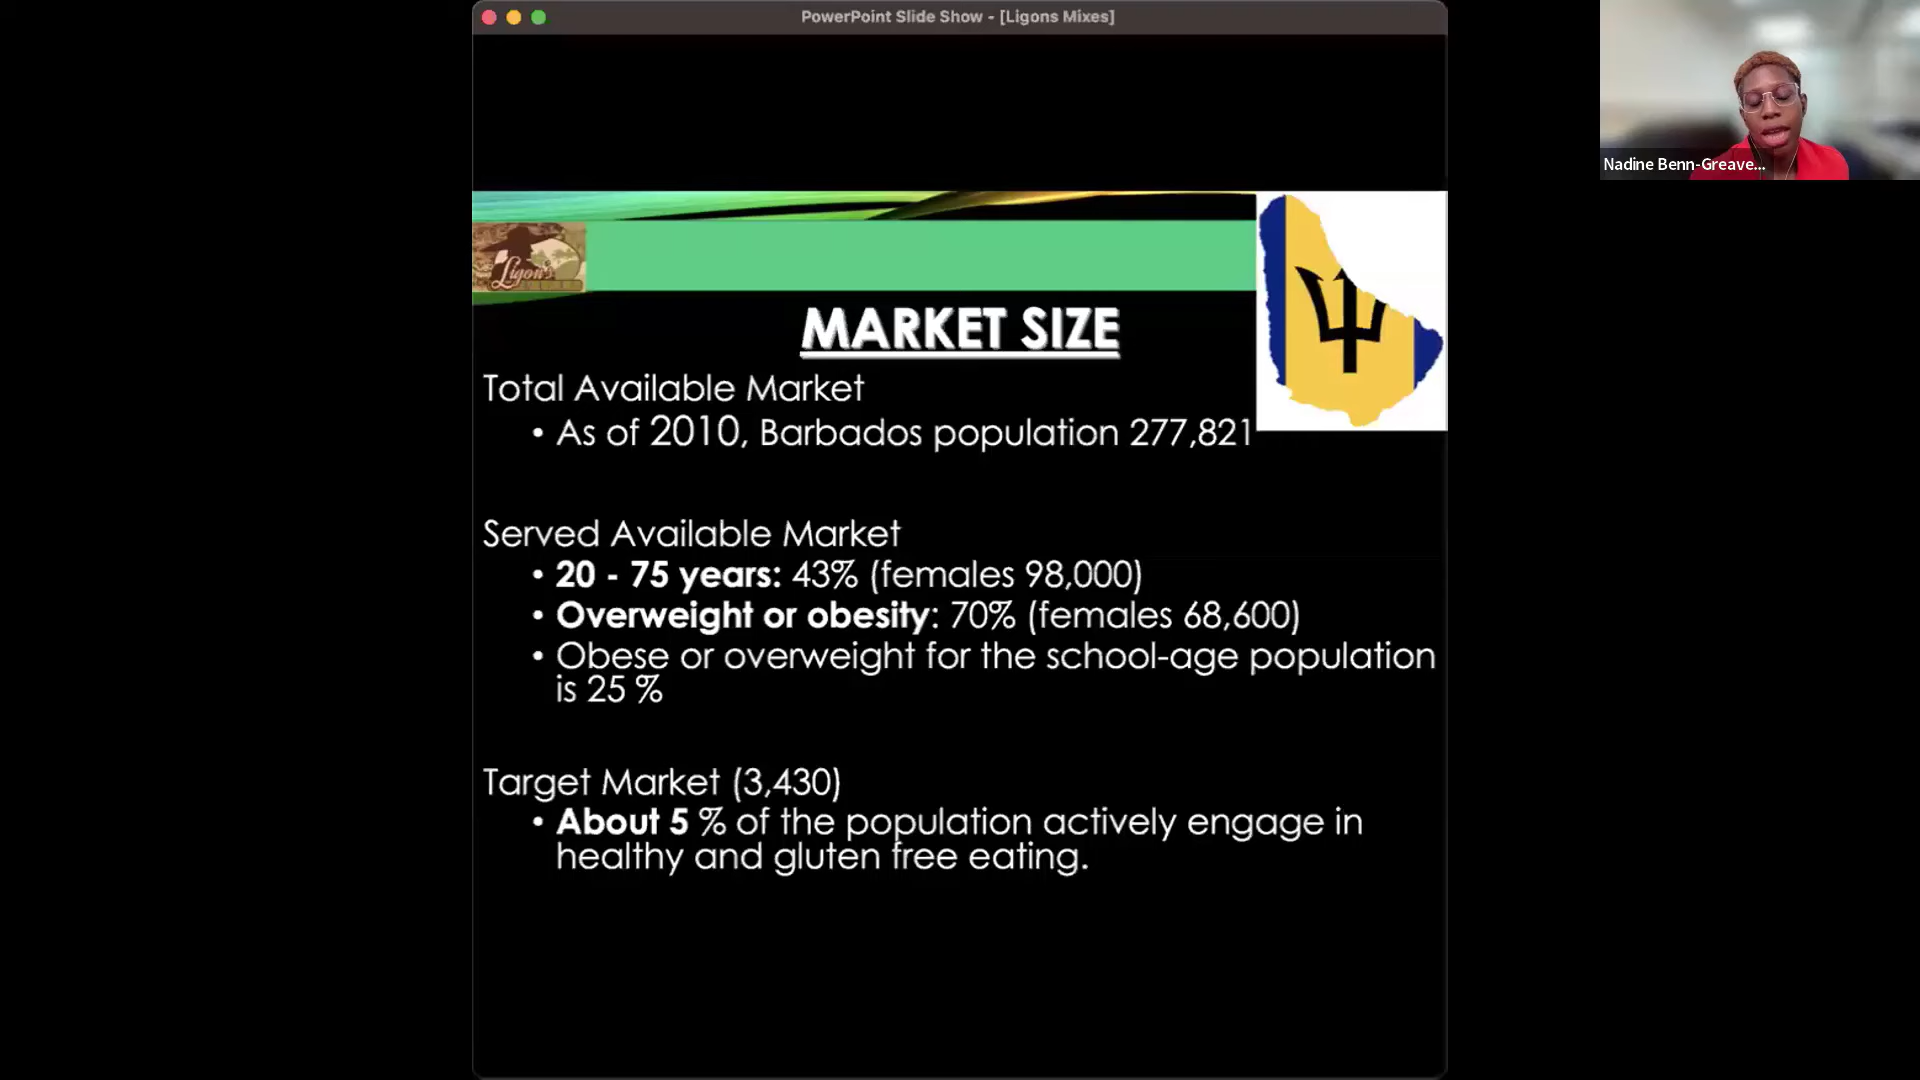 PowerPoint Slide Show - [Ligons Mixes]
Nadine Benn-Greave...
Ligon's
MARKET SIZE
Total Available Market
• As of 2010, Barbados population 277,821
Served Available Market
• 20 - 75 years: 43% (females 98,000)
• Overweight or obesity: 70% (females 68,600)
• Obese or overweight for the school-age population
is 25 %
Target Market (3,430)
• About 5 % of the population actively engage in
healthy and gluten free eating.